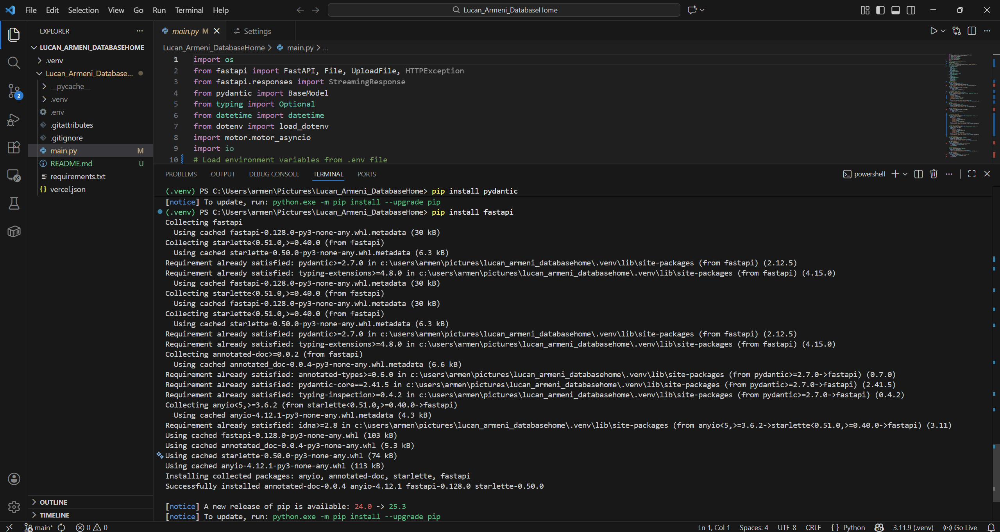 File Edit Selection View Go Run Terminal Help
Lucan_Armeni_DatabaseHome
EXPLORER
LUCAN_ARMENI_DATABASEHOME
.venv
Lucan_Armeni_Database...
__pycache__
.venv
.env
.gitattributes
.gitignore
main.py M
README.md U
requirements.txt
vercel.json
OUTLINE
TIMELINE
2
main.py M
Settings
Lucan_Armeni_DatabaseHome > main.py > ...
1 import os
2 from fastapi import FastAPI, File, UploadFile, HTTPException
3 from fastapi.responses import StreamingResponse
4 from pydantic import BaseModel
5 from typing import Optional
6 from datetime import datetime
7 from dotenv import load_dotenv
8 import motor.motor_asyncio
9 import io
10 # Load environment variables from .env file
PROBLEMS OUTPUT DEBUG CONSOLE TERMINAL PORTS
powershell
(.venv) PS C:\Users\armen\Pictures\Lucan_Armeni_DatabaseHome> pip install pydantic
[notice] To update, run: python.exe -m pip install --upgrade pip
(.venv) PS C:\Users\armen\Pictures\Lucan_Armeni_DatabaseHome> pip install fastapi
Collecting fastapi
Using cached fastapi-0.128.0-py3-none-any.whl.metadata (30 kB)
Collecting starlette<0.51.0,>=0.40.0 (from fastapi)
Using cached starlette-0.50.0-py3-none-any.whl.metadata (6.3 kB)
Requirement already satisfied: pydantic>=2.7.0 in c:\users\armen\pictures\lucan_armeni_databasehome\.venv\lib\site-packages (from fastapi) (2.12.5)
Requirement already satisfied: typing-extensions>=4.8.0 in c:\users\armen\pictures\lucan_armeni_databasehome\.venv\lib\site-packages (from fastapi) (4.15.0)
Using cached fastapi-0.128.0-py3-none-any.whl.metadata (30 kB)
Collecting starlette<0.51.0,>=0.40.0 (from fastapi)
Using cached fastapi-0.128.0-py3-none-any.whl.metadata (30 kB)
Collecting starlette<0.51.0,>=0.40.0 (from fastapi)
Using cached starlette-0.50.0-py3-none-any.whl.metadata (6.3 kB)
Requirement already satisfied: pydantic>=2.7.0 in c:\users\armen\pictures\lucan_armeni_databasehome\.venv\lib\site-packages (from fastapi) (2.12.5)
Requirement already satisfied: typing-extensions>=4.8.0 in c:\users\armen\pictures\lucan_armeni_databasehome\.venv\lib\site-packages (from fastapi) (4.15.0)
Collecting annotated-doc>=0.0.2 (from fastapi)
Using cached annotated_doc-0.0.4-py3-none-any.whl.metadata (6.6 kB)
Requirement already satisfied: annotated-types>=0.6.0 in c:\users\armen\pictures\lucan_armeni_databasehome\.venv\lib\site-packages (from pydantic>=2.7.0->fastapi) (0.7.0)
Requirement already satisfied: pydantic-core==2.41.5 in c:\users\armen\pictures\lucan_armeni_databasehome\.venv\lib\site-packages (from pydantic>=2.7.0->fastapi) (2.41.5)
Requirement already satisfied: typing-inspection>=0.4.2 in c:\users\armen\pictures\lucan_armeni_databasehome\.venv\lib\site-packages (from pydantic>=2.7.0->fastapi) (0.4.2)
Collecting anyio<5,>=3.6.2 (from starlette<0.51.0,>=0.40.0->fastapi)
Using cached anyio-4.12.1-py3-none-any.whl.metadata (4.3 kB)
Requirement already satisfied: idna>=2.8 in c:\users\armen\pictures\lucan_armeni_databasehome\.venv\lib\site-packages (from anyio<5,>=3.6.2->starlette<0.51.0,>=0.40.0->fastapi) (3.11)
Using cached fastapi-0.128.0-py3-none-any.whl (103 kB)
Using cached annotated_doc-0.0.4-py3-none-any.whl (5.3 kB)
Using cached starlette-0.50.0-py3-none-any.whl (74 kB)
Using cached anyio-4.12.1-py3-none-any.whl (113 kB)
Installing collected packages: anyio, annotated-doc, starlette, fastapi
Successfully installed annotated-doc-0.0.4 anyio-4.12.1 fastapi-0.128.0 starlette-0.50.0
[notice] A new release of pip is available: 24.0 -> 25.3
[notice] To update, run: python.exe -m pip install --upgrade pip
main* 0 0 Ln 1, Col 1 Spaces: 4 UTF-8 CRLF { } Python 3.11.9 (.venv) Go Live